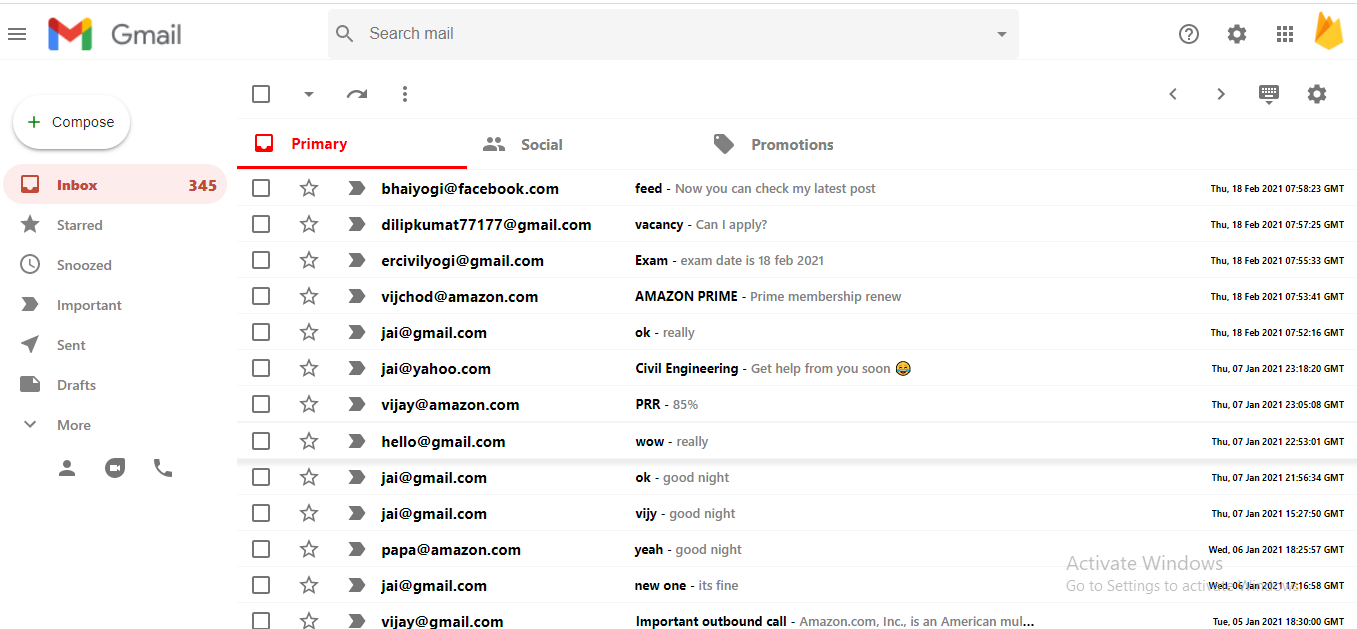 Gmail
Search mail
Compose
Primary Social Promotions
Inbox 345
Starred
Snoozed
Important
Sent
Drafts
More
bhaiyogi@facebook.com feed - Now you can check my latest post Thu, 18 Feb 2021 07:58:23 GMT
dilipkumat77177@gmail.com vacancy - Can I apply? Thu, 18 Feb 2021 07:57:25 GMT
ercivilyogi@gmail.com Exam - exam date is 18 feb 2021 Thu, 18 Feb 2021 07:55:33 GMT
vijchod@amazon.com AMAZON PRIME - Prime membership renew Thu, 18 Feb 2021 07:53:41 GMT
jai@gmail.com ok - really Thu, 18 Feb 2021 07:52:16 GMT
jai@yahoo.com Civil Engineering - Get help from you soon 😂 Thu, 07 Jan 2021 23:18:20 GMT
vijay@amazon.com PRR - 85% Thu, 07 Jan 2021 23:05:08 GMT
hello@gmail.com wow - really Thu, 07 Jan 2021 22:53:01 GMT
jai@gmail.com ok - good night Thu, 07 Jan 2021 21:56:34 GMT
jai@gmail.com vijy - good night Thu, 07 Jan 2021 15:27:50 GMT
papa@amazon.com yeah - good night Wed, 06 Jan 2021 18:25:57 GMT
Activate Windows
jai@gmail.com new one - its fine Wed, 06 Jan 2021 17:16:58 GMT
Go to Settings to activate Windows.
vijay@gmail.com Important outbound call - Amazon.com, Inc., is an American mul... Tue, 05 Jan 2021 18:30:00 GMT